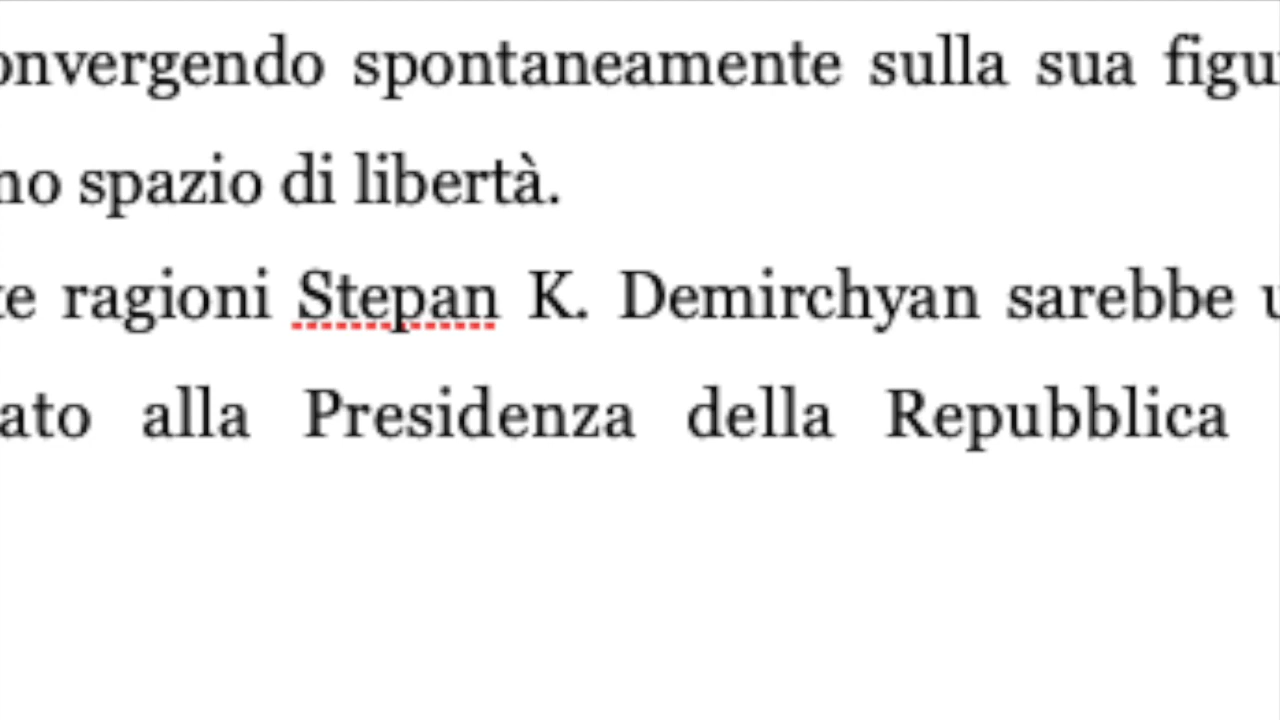 onvergendo spontaneamente sulla sua figu
no spazio di libertà.
e ragioni Stepan K. Demirchyan sarebbe u
ato alla Presidenza della Repubblica